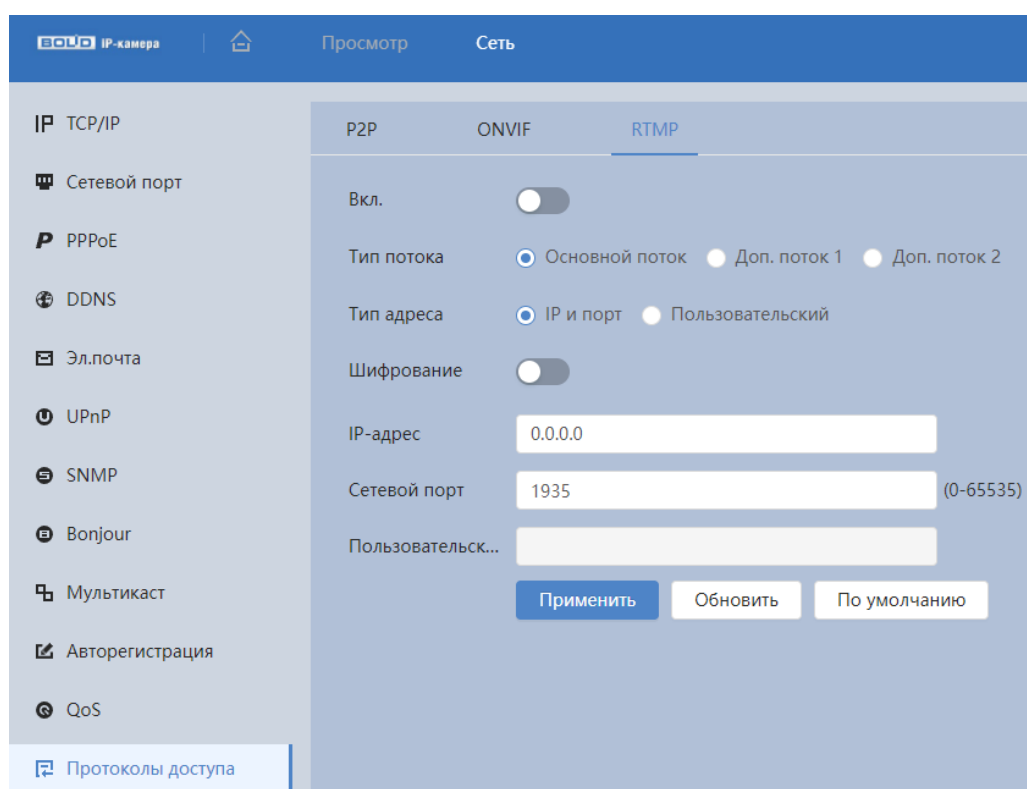 BOLID IP-камера
Просмотр
Сеть
TCP/IP
Сетевой порт
PPPoE
DDNS
Эл.почта
UPnP
SNMP
Bonjour
Мультикаст
Авторегистрация
QoS
Протоколы доступа
P2P ONVIF RTMP
Вкл.
Тип потока Основной поток Доп. поток 1 Доп. поток 2
Тип адреса IP и порт Пользовательский
Шифрование
IP-адрес 0.0.0.0
Сетевой порт 1935 (0-65535)
Пользовательск...
Применить Обновить По умолчанию